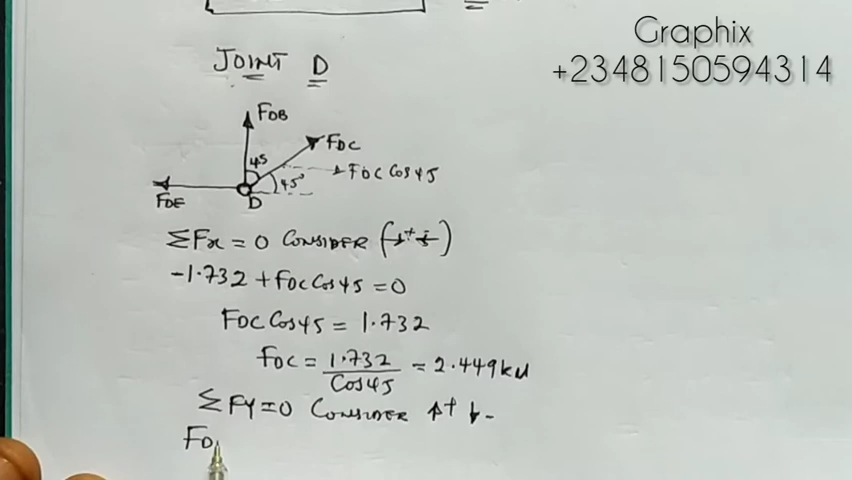 Graphix
+2348150594314
JOINT D
FDB
45
FDC
FDC COS45
45°
FDE
D
ΣFx = 0 CONSIDER (→+ ←-)
-1.732 + FDC COS45 = 0
FDC COS45 = 1.732
FDC = 1.732/COS45 = 2.449KN
ΣFY = 0 CONSIDER ↑+ ↓-
FD